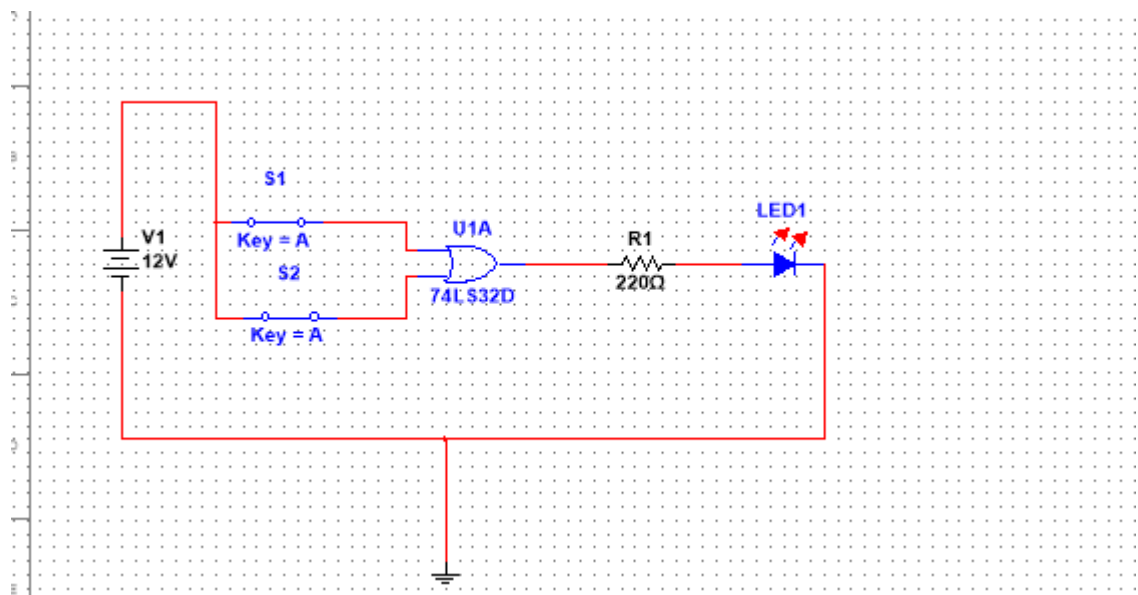 S1
Key = A
V1
12V
S2
Key = A
U1A
74LS32D
R1
220Ω
LED1